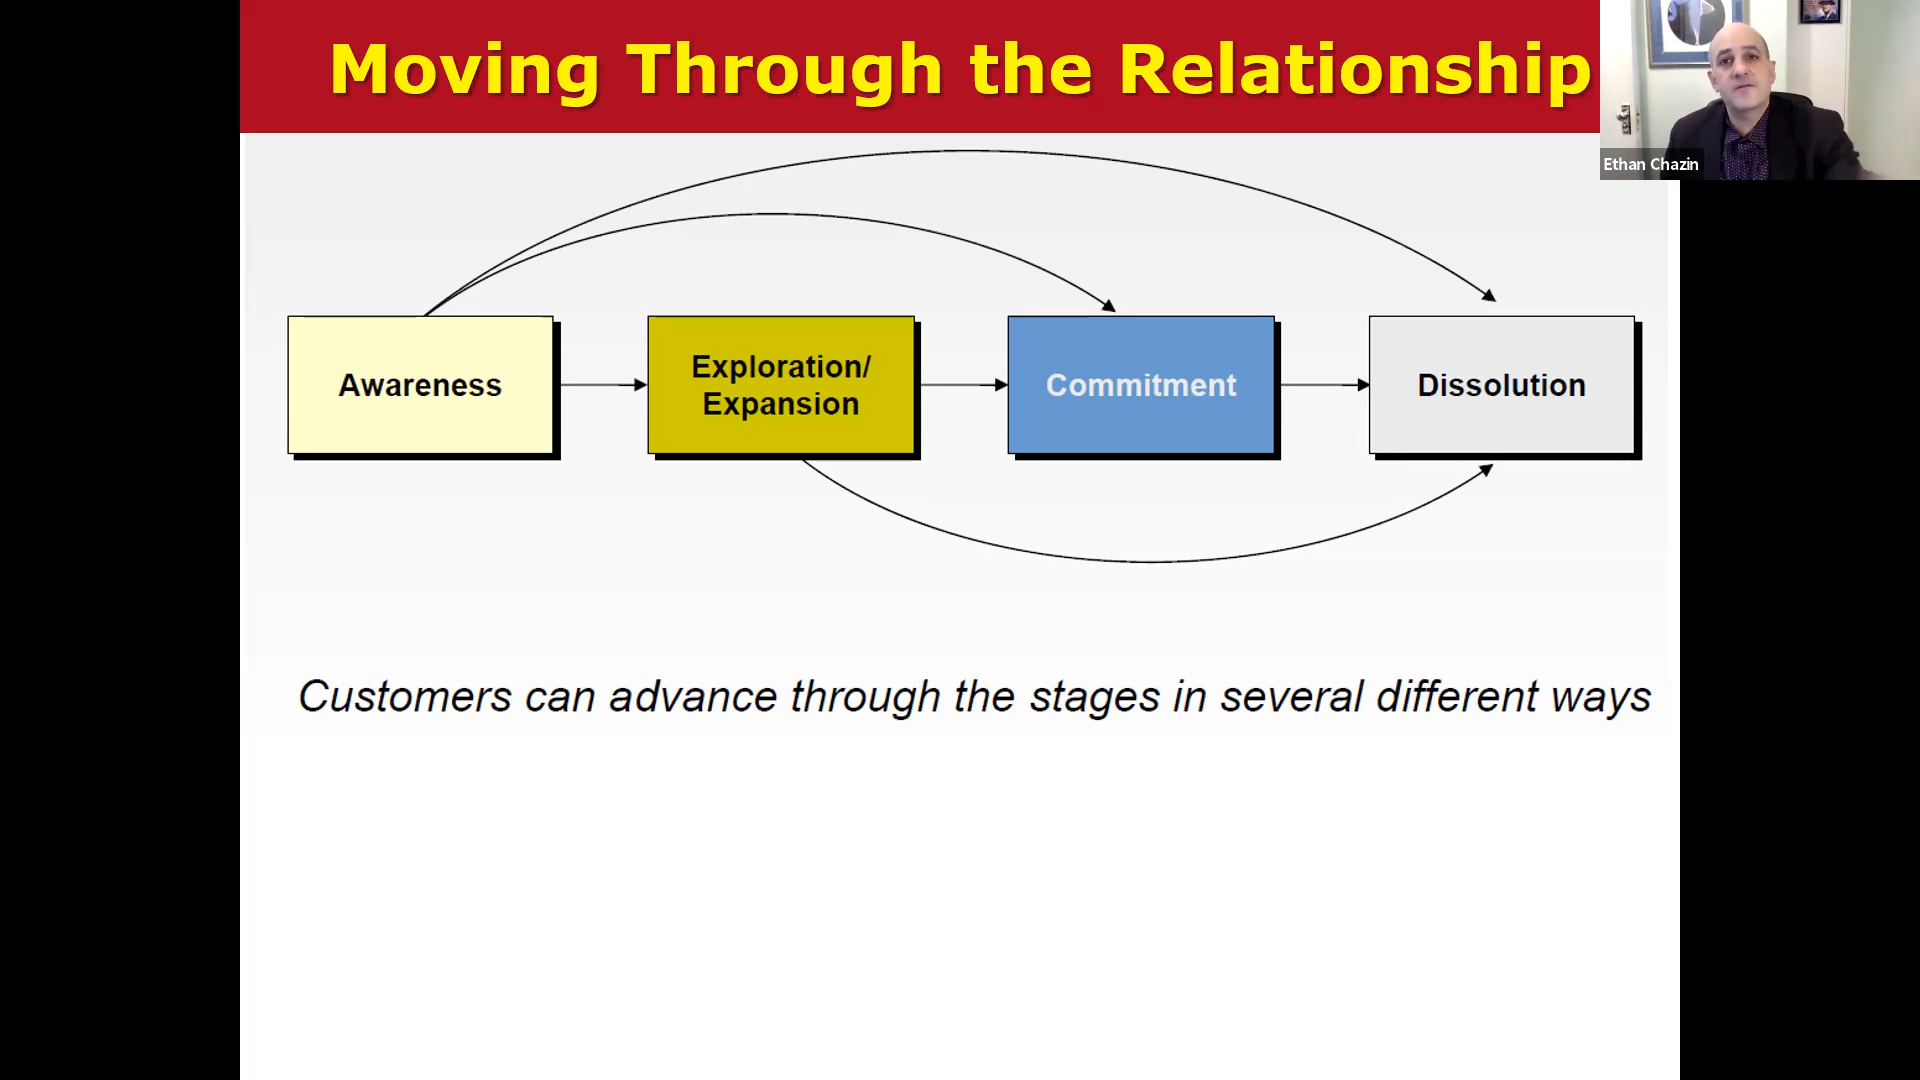 Moving Through the Relationship
Ethan Chazin
Awareness
Exploration/
Expansion
Commitment
Dissolution
Customers can advance through the stages in several different ways